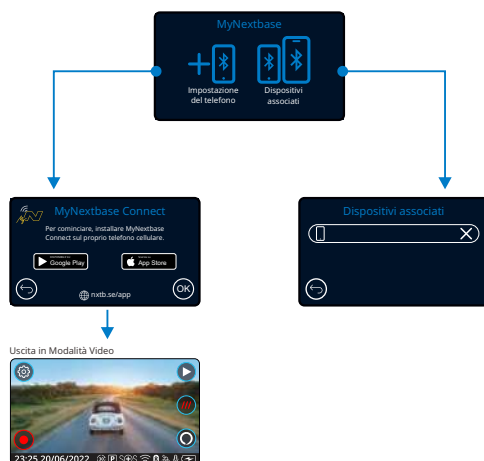 MyNextbase
Impostazione
del telefono
Dispositivi
associati
MyNextbase Connect
Per cominciare, installare MyNextbase
Connect sul proprio telefono cellulare.
Google Play
App Store
nxtb.se/app
OK
Dispositivi associati
Uscita in Modalità Video
23:25 20/06/2022